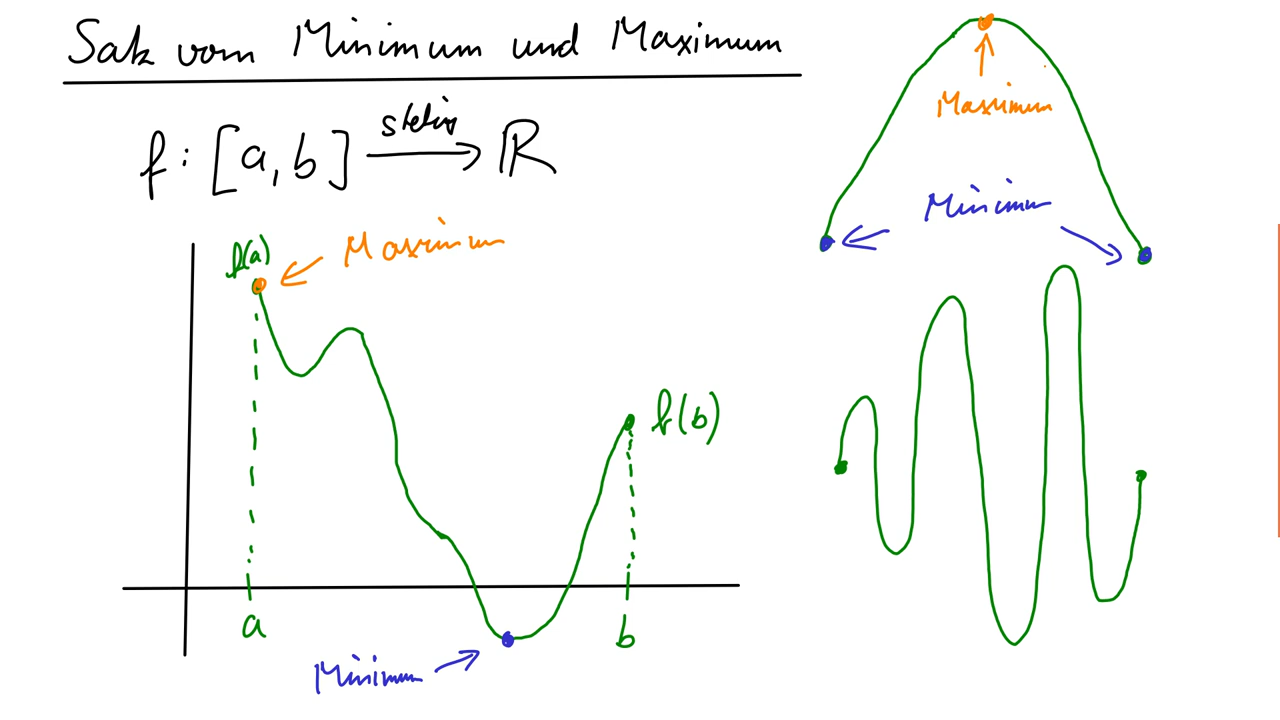 Satz vom Minimum und Maximum
f : [a, b] stetig → ℝ
f(a)
Maximum
f(b)
a
b
Minimum
Maximum
Minimum